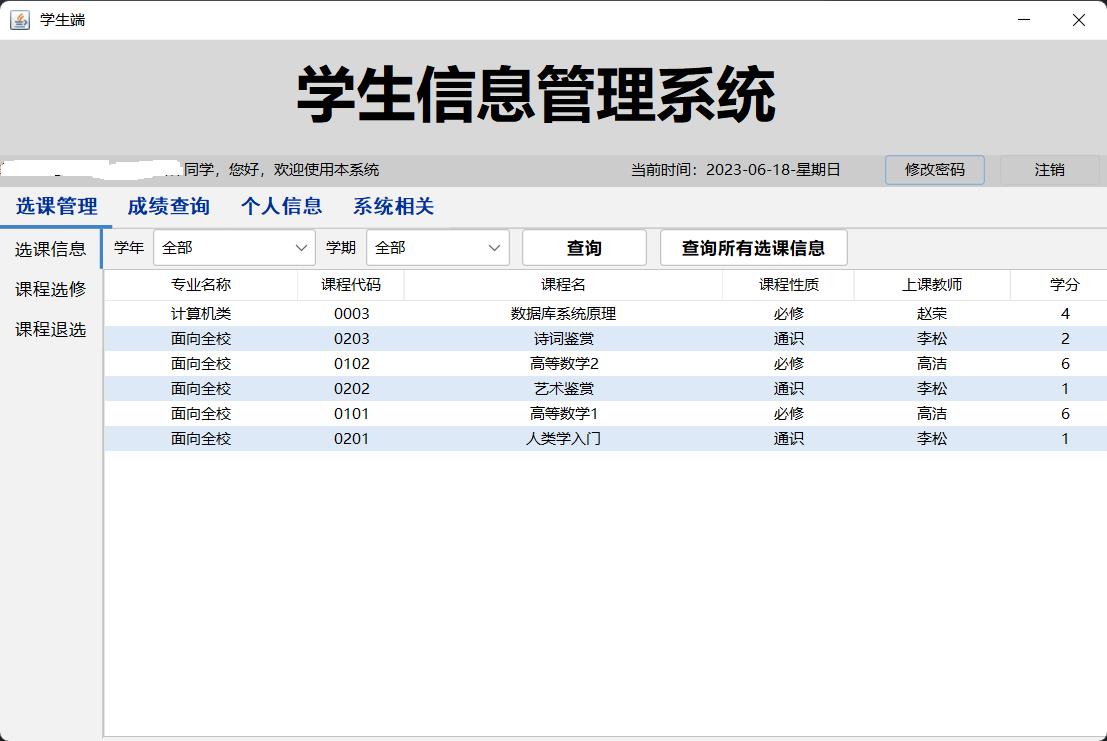 学生端
学生信息管理系统
同学，您好，欢迎使用本系统 当前时间：2023-06-18-星期日 修改密码 注销
选课管理 成绩查询 个人信息 系统相关
选课信息 学年 全部 学期 全部 查询 查询所有选课信息
课程选修
课程退选
专业名称 课程代码 课程名 课程性质 上课教师 学分
计算机类 0003 数据库系统原理 必修 赵荣 4
面向全校 0203 诗词鉴赏 通识 李松 2
面向全校 0102 高等数学2 必修 高洁 6
面向全校 0202 艺术鉴赏 通识 李松 1
面向全校 0101 高等数学1 必修 高洁 6
面向全校 0201 人类学入门 通识 李松 1